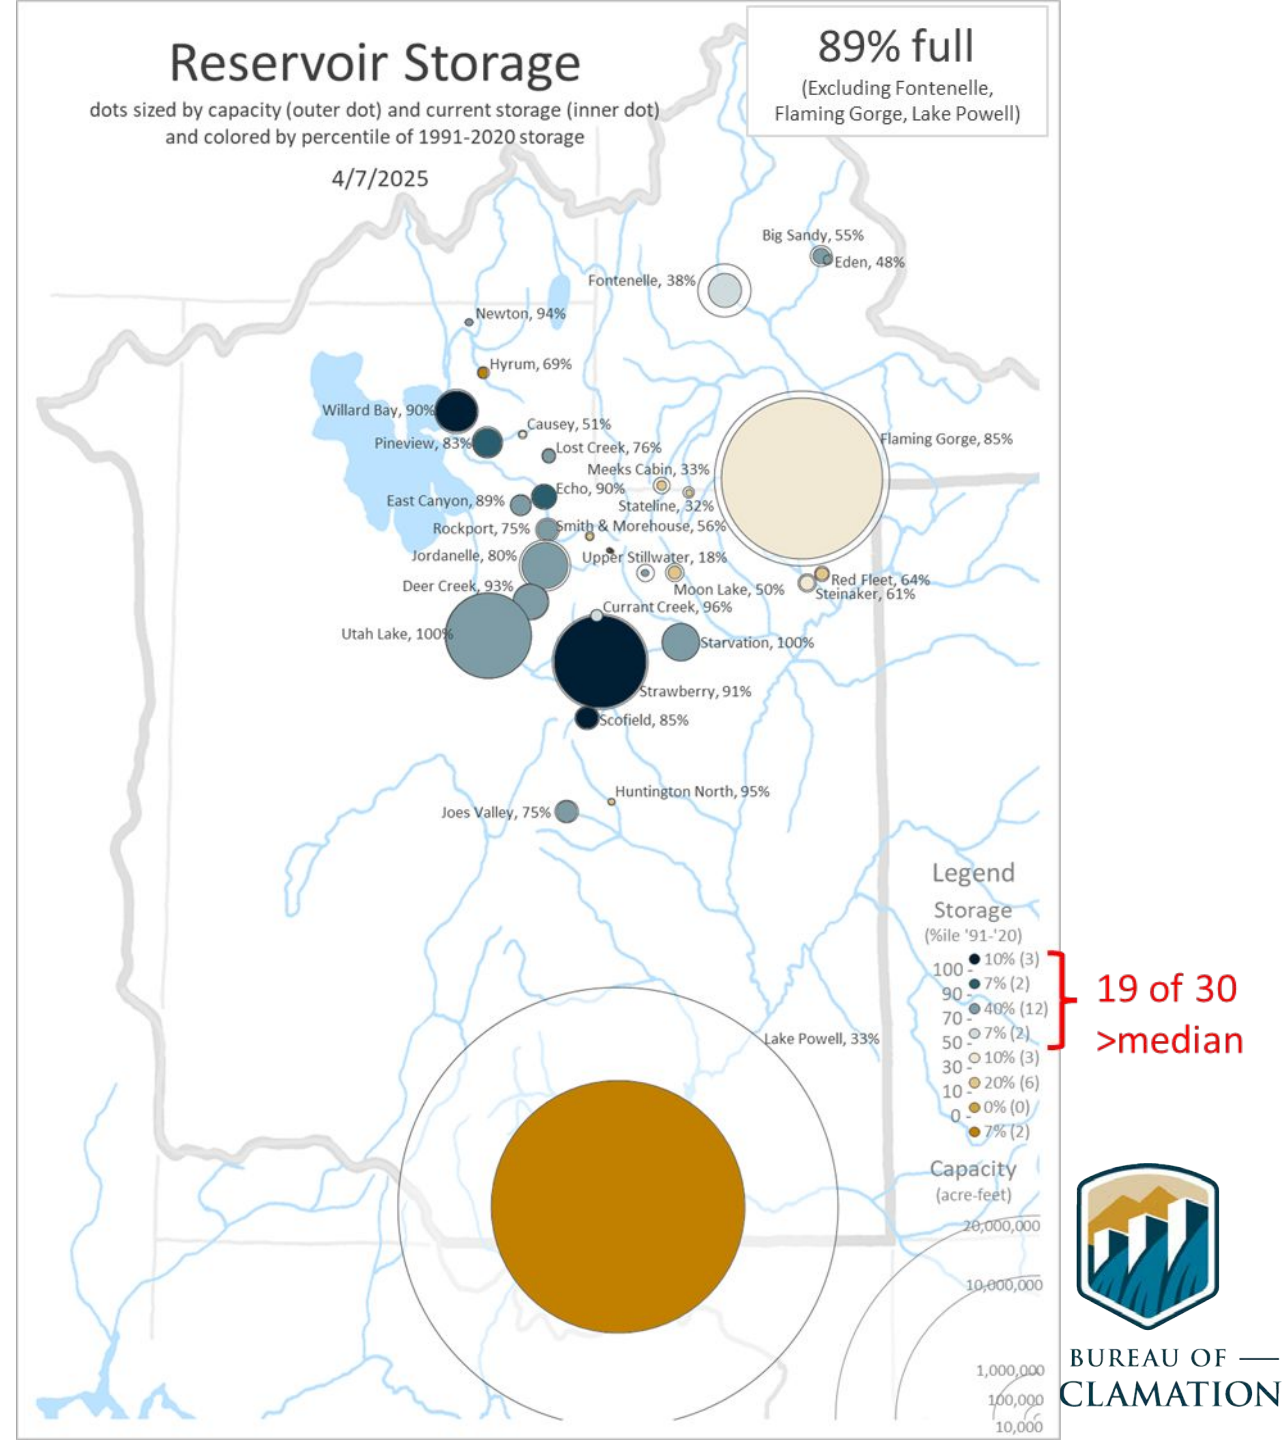 Reservoir Storage
dots sized by capacity (outer dot) and current storage (inner dot)
and colored by percentile of 1991-2020 storage
4/7/2025
89% full
(Excluding Fontenelle,
Flaming Gorge, Lake Powell)
Big Sandy, 55%
Eden, 48%
Fontenelle, 38%
Newton, 94%
Hyrum, 69%
Willard Bay, 90%
Causey, 51%
Pineview, 83%
Flaming Gorge, 85%
Lost Creek, 76%
Meeks Cabin, 33%
Echo, 90%
East Canyon, 89%
Stateline, 32%
Rockport, 75%
Smith & Morehouse, 56%
Jordanelle, 80%
Upper Stillwater, 18%
Red Fleet, 64%
Deer Creek, 93%
Moon Lake, 50%
Steinaker, 61%
Currant Creek, 96%
Utah Lake, 100%
Starvation, 100%
Strawberry, 91%
Scofield, 85%
Huntington North, 95%
Joes Valley, 75%
Lake Powell, 33%
Legend
Storage
(%ile '91-'20)
10% (3)
100 -
7% (2)
90 -
40% (12)
70 -
7% (2)
50 -
10% (3)
30 -
20% (6)
10 -
0% (0)
0 -
7% (2)
19 of 30
>median
Capacity
(acre-feet)
20,000,000
10,000,000
1,000,000
100,000
10,000
BUREAU OF
CLAMATION